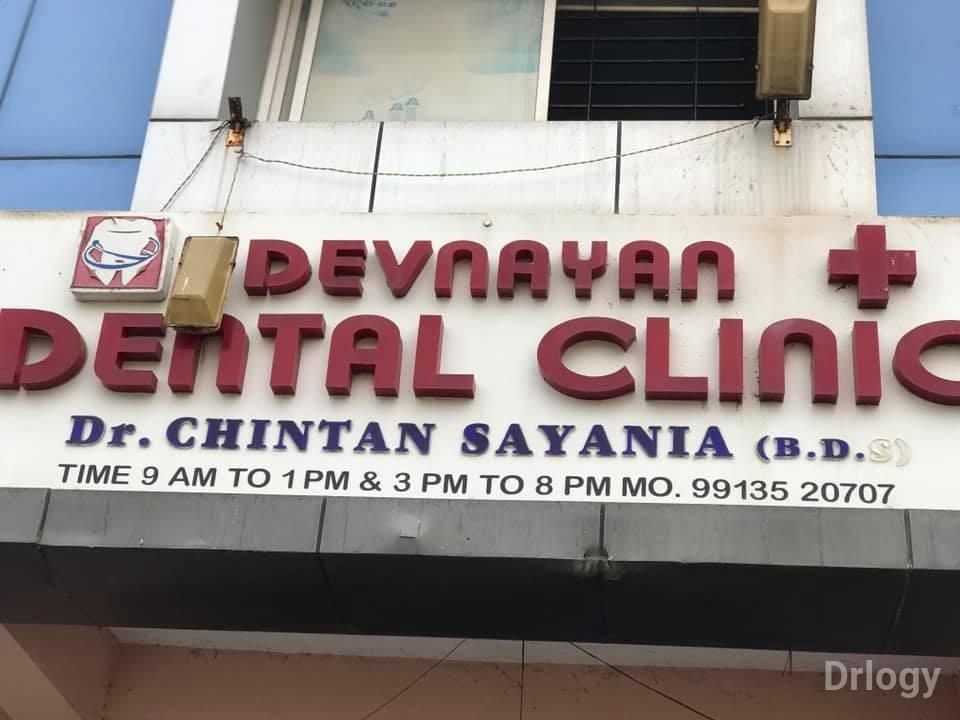 DEVNAYAN
DENTAL CLINIC
Dr. CHINTAN SAYANIA (B.D.S)
TIME 9 AM TO 1 PM & 3 PM TO 8 PM MO. 99135 20707
Drlogy